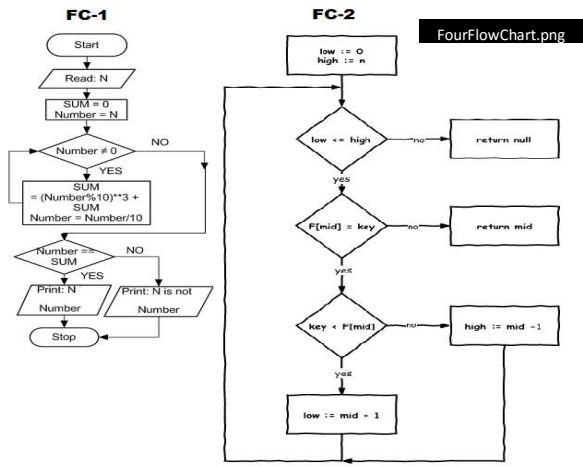 FC-1
Start
Read: N
SUM = 0
Number = N
Number ≠ 0
NO
YES
SUM
= (Number%10)**3 +
SUM
Number = Number/10
Number ==
SUM
NO
YES
Print: N
Number
Print: N is not
Number
Stop
FC-2
FourFlowChart.png
low := 0
high := n
low <= high
no
return null
yes
F[mid] = key
no
return mid
yes
key < F[mid]
no
high := mid -1
yes
low := mid + 1